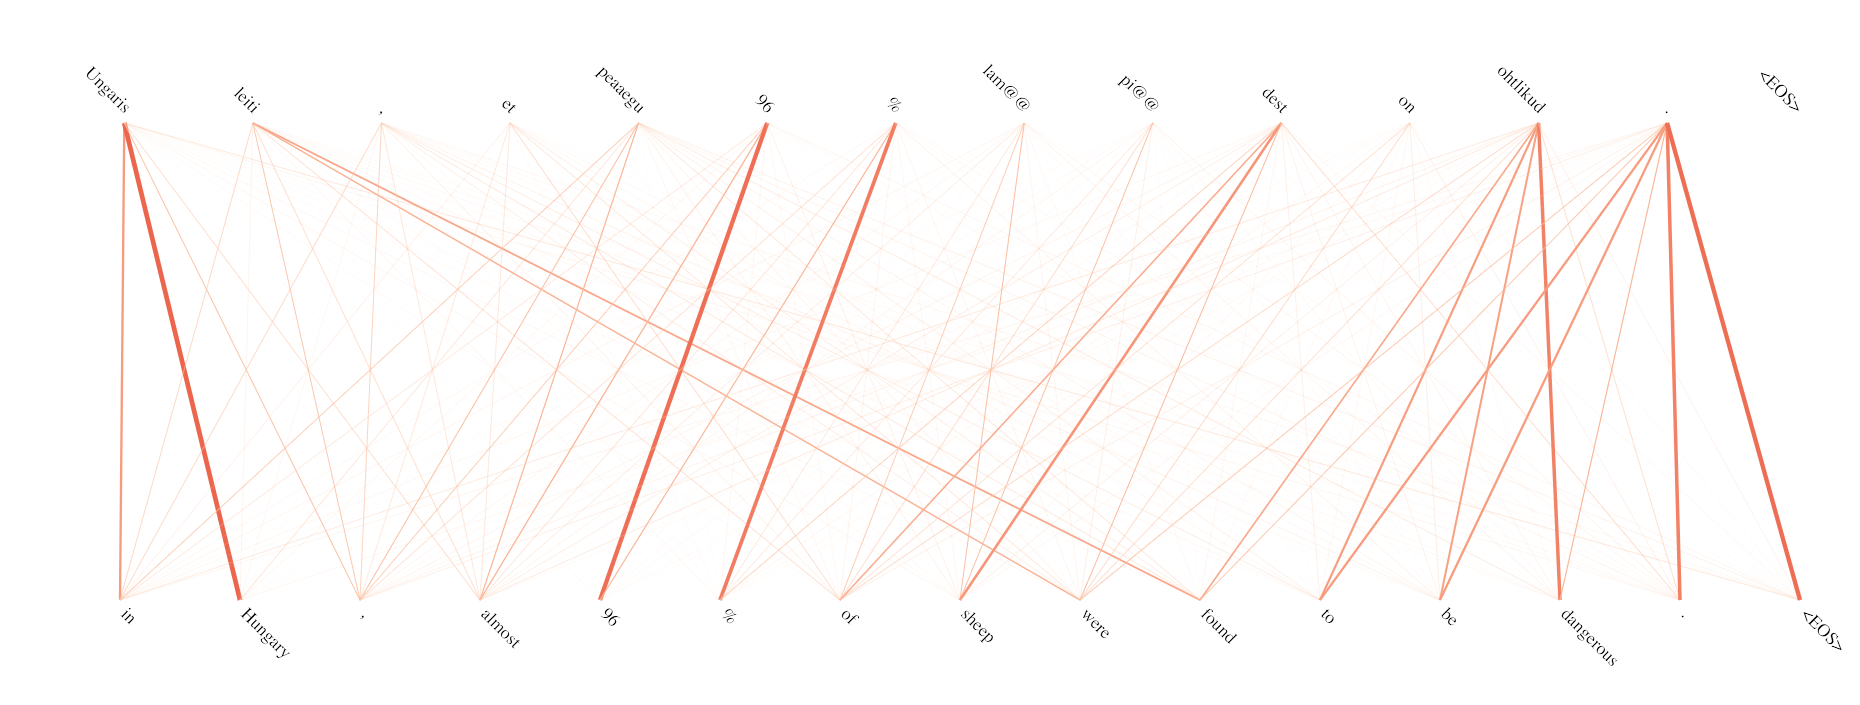 Ungaris leiti , et peaaegu 96 % lam@@ pi@@ dest on ohtlikud . <EOS>
in Hungary , almost 96 % of sheep were found to be dangerous . <EOS>